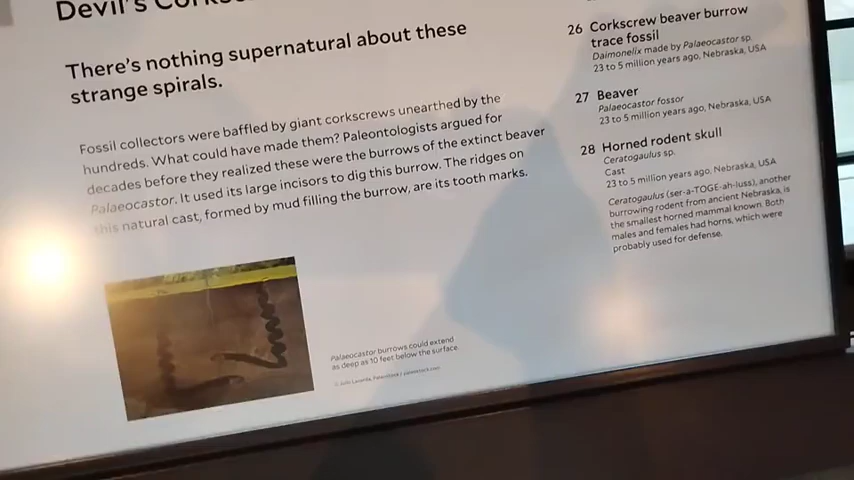 Devil's
There's nothing supernatural about these
strange spirals.
Fossil collectors were baffled by giant corkscrews unearthed by the
hundreds. What could have made them? Paleontologists argued for
decades before they realized these were the burrows of the extinct beaver
Palaeocastor. It used its large incisors to dig this burrow. The ridges on
this natural cast, formed by mud filling the burrow, are its tooth marks.
Palaeocastor burrows could extend
as deep as 10 feet below the surface.
26 Corkscrew beaver burrow
trace fossil
Daimonelix made by Palaeocastor sp.
23 to 5 million years ago, Nebraska, USA
27 Beaver
Palaeocastor fossor
23 to 5 million years ago, Nebraska, USA
28 Horned rodent skull
Ceratogaulus sp.
Cast
23 to 5 million years ago, Nebraska, USA
Ceratogaulus (ser-a-TOGE-ah-luss), another
burrowing rodent from ancient Nebraska, is
the smallest horned mammal known. Both
males and females had horns, which were
probably used for defense.